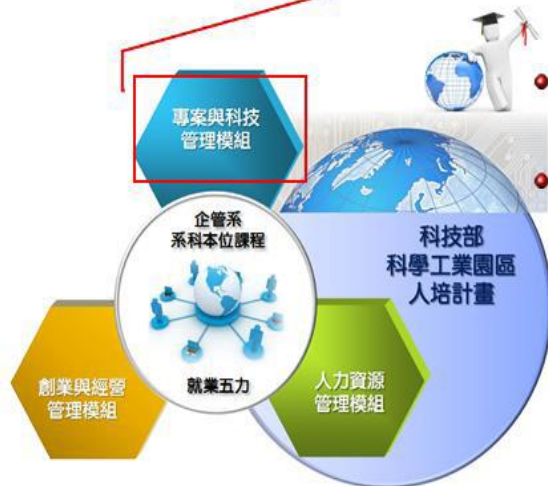 專案與科技
管理模組
企管系
系科本位課程
就業五力
科技部
科學工業園區
人培計畫
創業與經營
管理模組
人力資源
管理模組